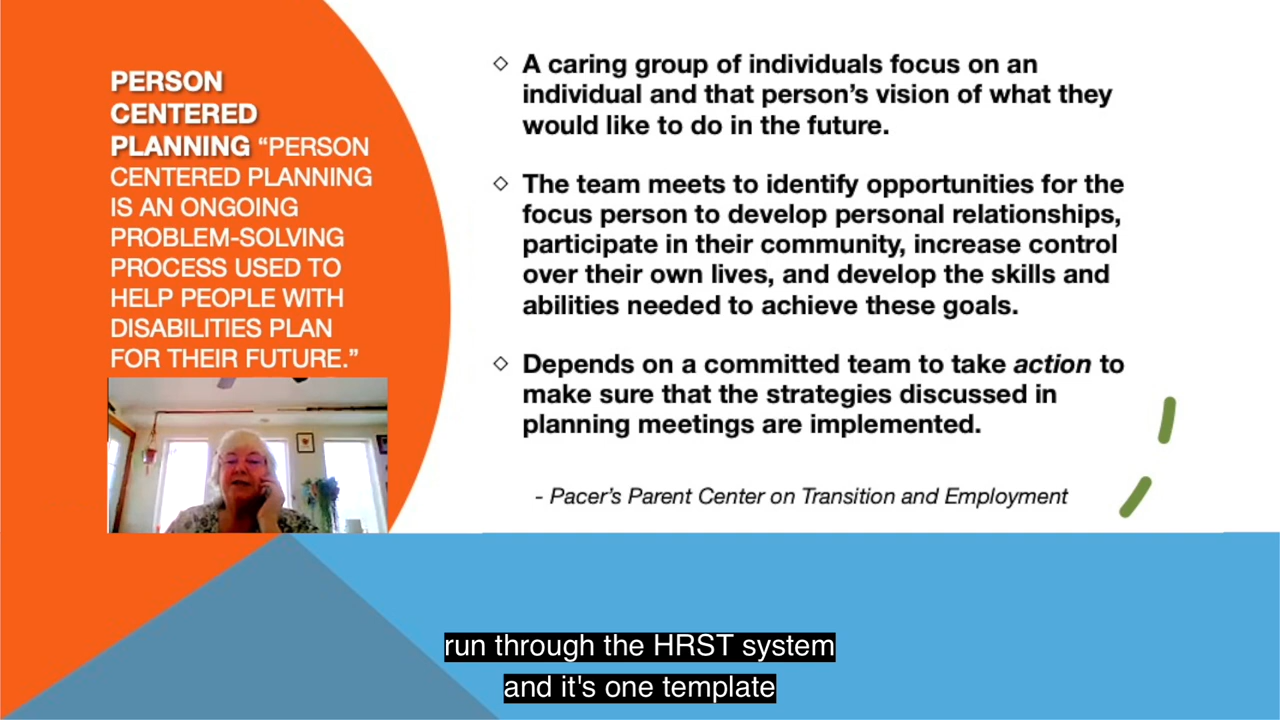 PERSON
CENTERED
PLANNING “PERSON
CENTERED PLANNING
IS AN ONGOING
PROBLEM-SOLVING
PROCESS USED TO
HELP PEOPLE WITH
DISABILITIES PLAN
FOR THEIR FUTURE.”
◇ A caring group of individuals focus on an
individual and that person’s vision of what they
would like to do in the future.
◇ The team meets to identify opportunities for the
focus person to develop personal relationships,
participate in their community, increase control
over their own lives, and develop the skills and
abilities needed to achieve these goals.
◇ Depends on a committed team to take action to
make sure that the strategies discussed in
planning meetings are implemented.
- Pacer’s Parent Center on Transition and Employment
run through the HRST system
and it's one template